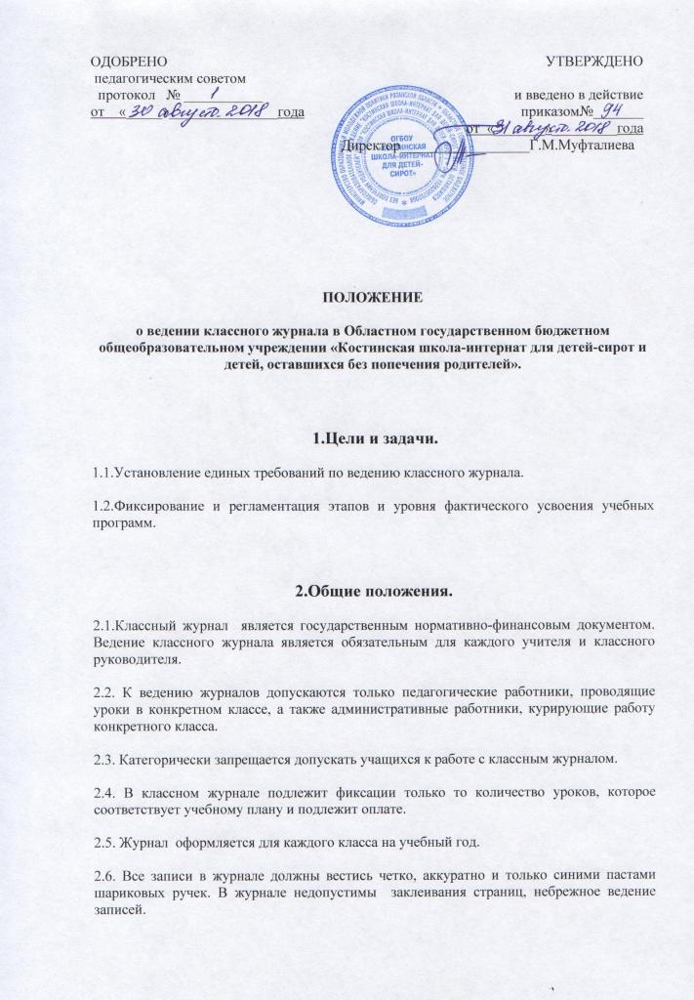 ОДОБРЕНО
педагогическим советом
протокол № 1
от « 30 август. 2018 года
УТВЕРЖДЕНО
и введено в действие
приказом№ 94
от «31 август. 2018 года
Директор Г.М.Муфталиева
ОГБОУ
«КОСТИНСКАЯ
ШКОЛА-ИНТЕРНАТ
ДЛЯ ДЕТЕЙ-
СИРОТ»
ПОЛОЖЕНИЕ
о ведении классного журнала в Областном государственном бюджетном
общеобразовательном учреждении «Костинская школа-интернат для детей-сирот и
детей, оставшихся без попечения родителей».
1.Цели и задачи.
1.1.Установление единых требований по ведению классного журнала.
1.2.Фиксирование и регламентация этапов и уровня фактического усвоения учебных
программ.
2.Общие положения.
2.1.Классный журнал является государственным нормативно-финансовым документом.
Ведение классного журнала является обязательным для каждого учителя и классного
руководителя.
2.2. К ведению журналов допускаются только педагогические работники, проводящие
уроки в конкретном классе, а также административные работники, курирующие работу
конкретного класса.
2.3. Категорически запрещается допускать учащихся к работе с классным журналом.
2.4. В классном журнале подлежит фиксации только то количество уроков, которое
соответствует учебному плану и подлежит оплате.
2.5. Журнал оформляется для каждого класса на учебный год.
2.6. Все записи в журнале должны вестись четко, аккуратно и только синими пастами
шариковых ручек. В журнале недопустимы заклеивания страниц, небрежное ведение
записей.